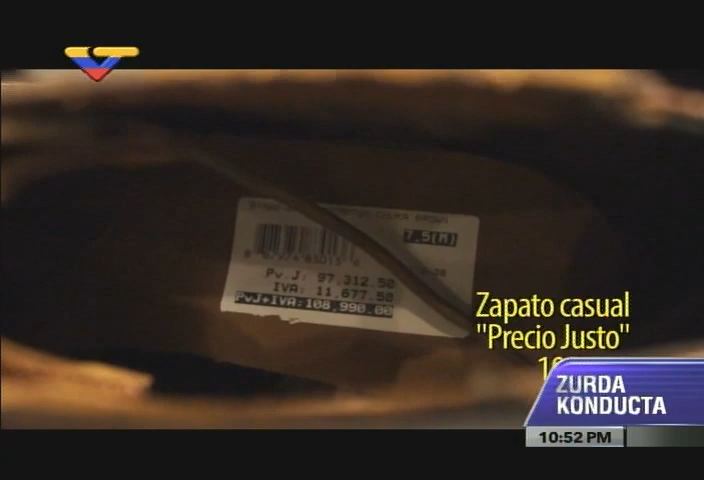 7.5(M)
PvJ: 97,312.50
IVA: 11,677.50
PvJ+IVA:108,990.00
Zapato casual
"Precio Justo"
ZURDA
KONDUCTA
10:52 PM